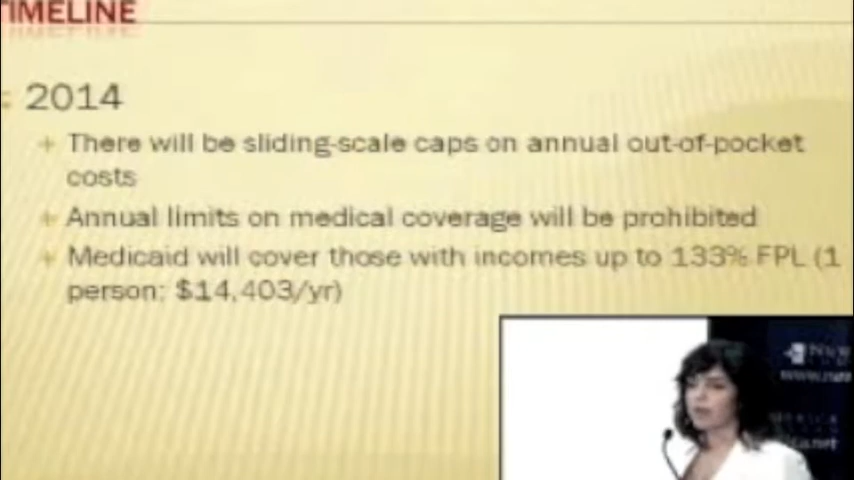 TIMELINE
2014
There will be sliding-scale caps on annual out-of-pocket
costs
Annual limits on medical coverage will be prohibited
Medicaid will cover those with incomes up to 133% FPL (1
person: $14,403/yr)